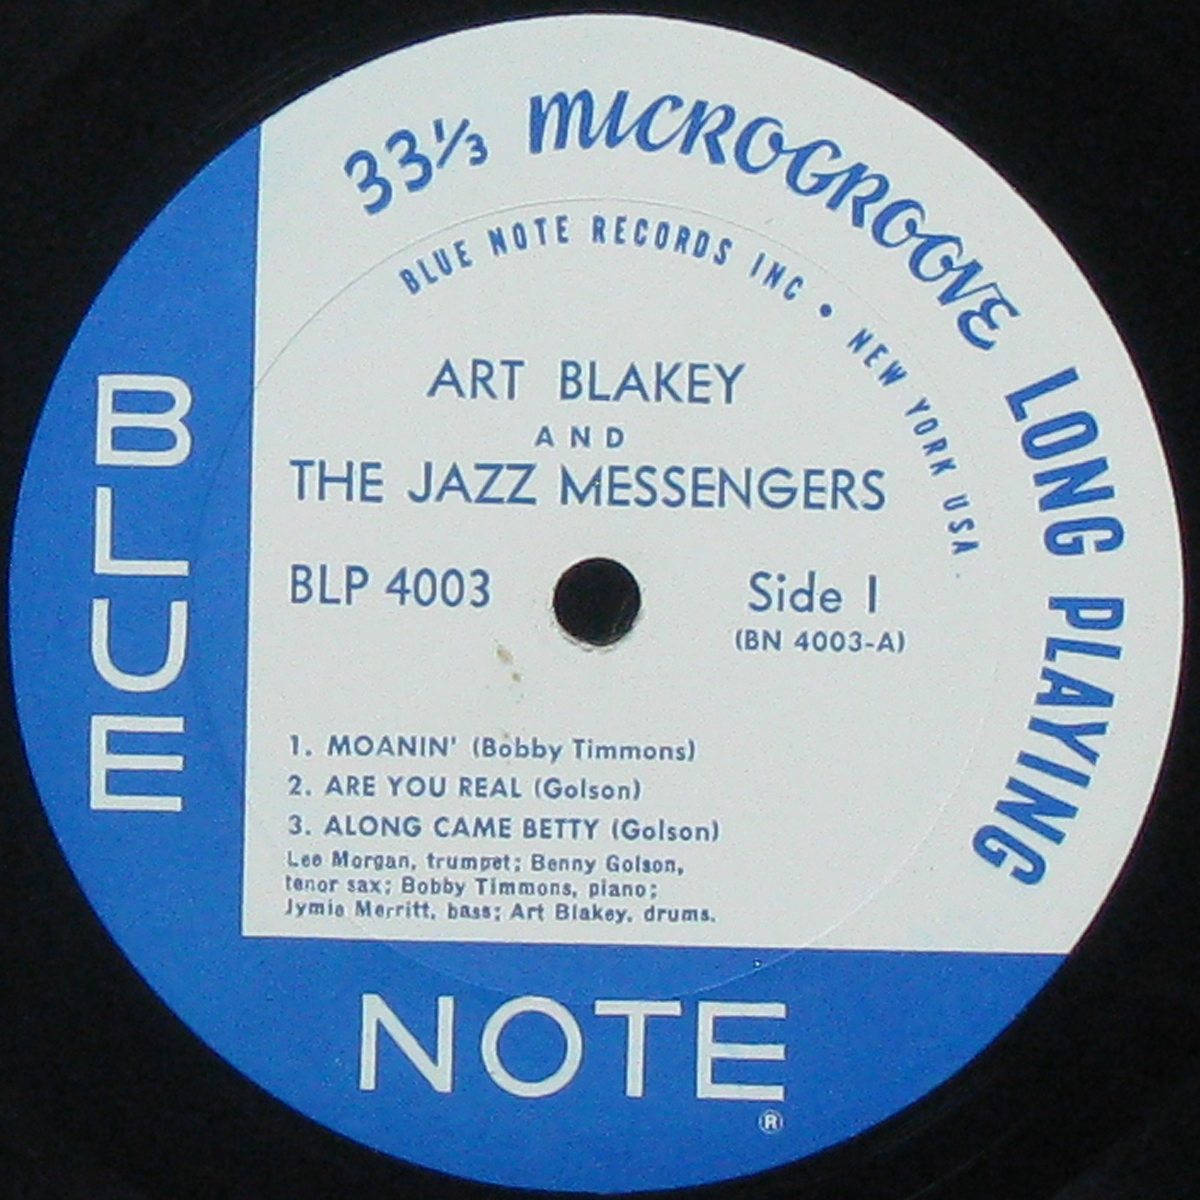 33⅓ MICROGROOVE LONG PLAYING
BLUE NOTE RECORDS INC • NEW YORK USA
ART BLAKEY
AND
THE JAZZ MESSENGERS
BLP 4003
Side 1
(BN 4003-A)
1. MOANIN' (Bobby Timmons)
2. ARE YOU REAL (Golson)
3. ALONG CAME BETTY (Golson)
Lee Morgan, trumpet; Benny Golson,
tenor sax; Bobby Timmons, piano;
Jymie Merritt, bass; Art Blakey, drums.
BLUE
NOTE
®